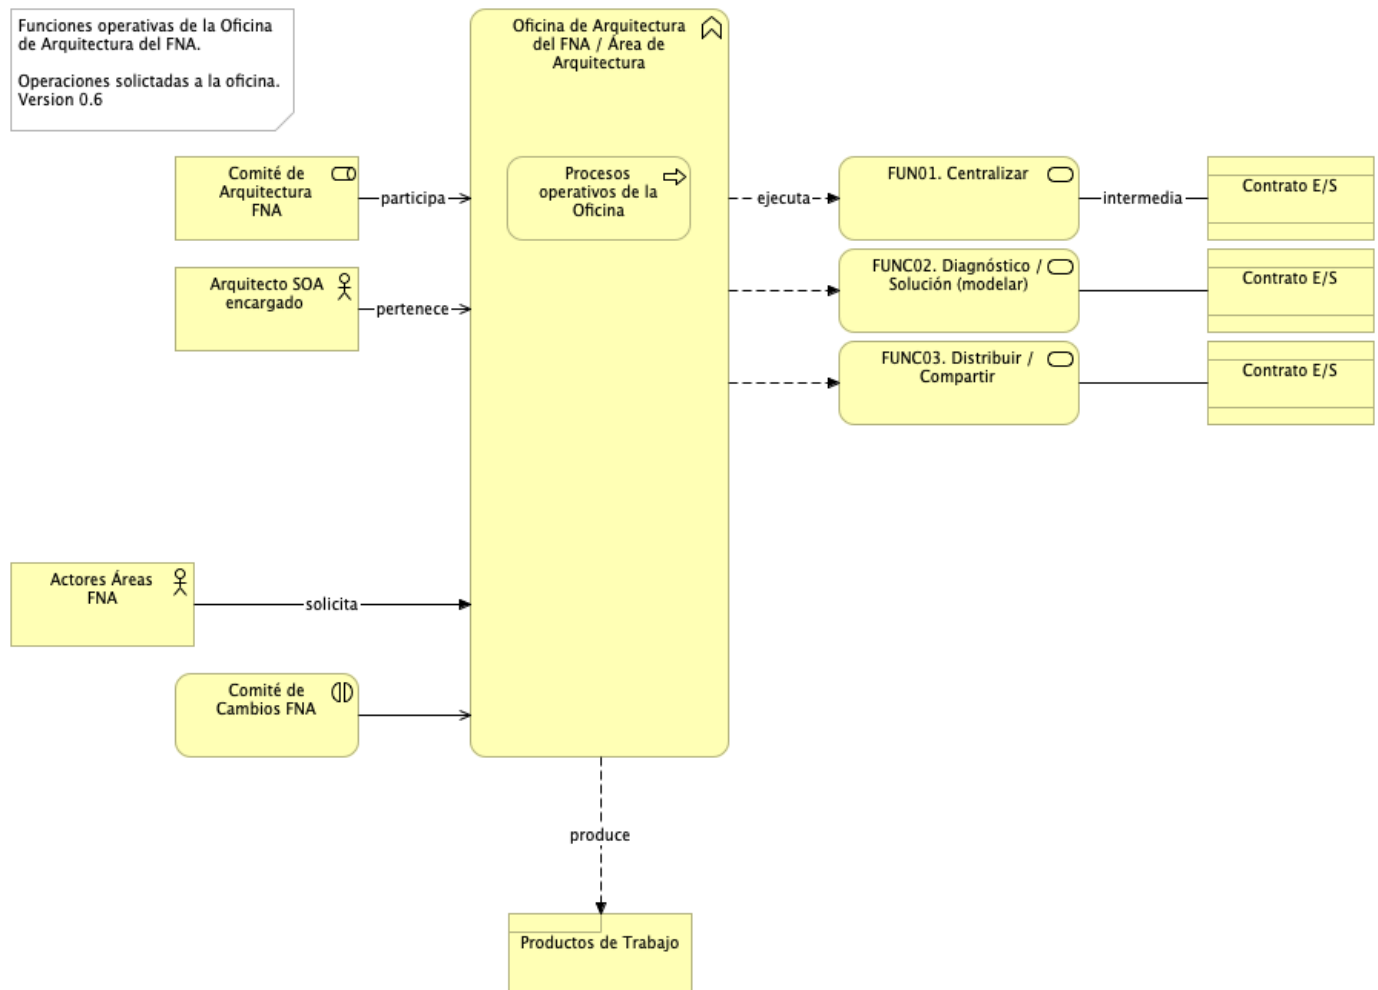 Funciones operativas de la Oficina
de Arquitectura del FNA.
Operaciones solictadas a la oficina.
Version 0.6
Oficina de Arquitectura
del FNA / Área de
Arquitectura
Comité de
Arquitectura
FNA
participa
Procesos
operativos de la
Oficina
ejecuta
FUN01. Centralizar
intermedia
Contrato E/S
Arquitecto SOA
encargado
pertenece
FUNC02. Diagnóstico /
Solución (modelar)
Contrato E/S
FUNC03. Distribuir /
Compartir
Contrato E/S
Actores Áreas
FNA
solicita
Comité de
Cambios FNA
produce
Productos de Trabajo